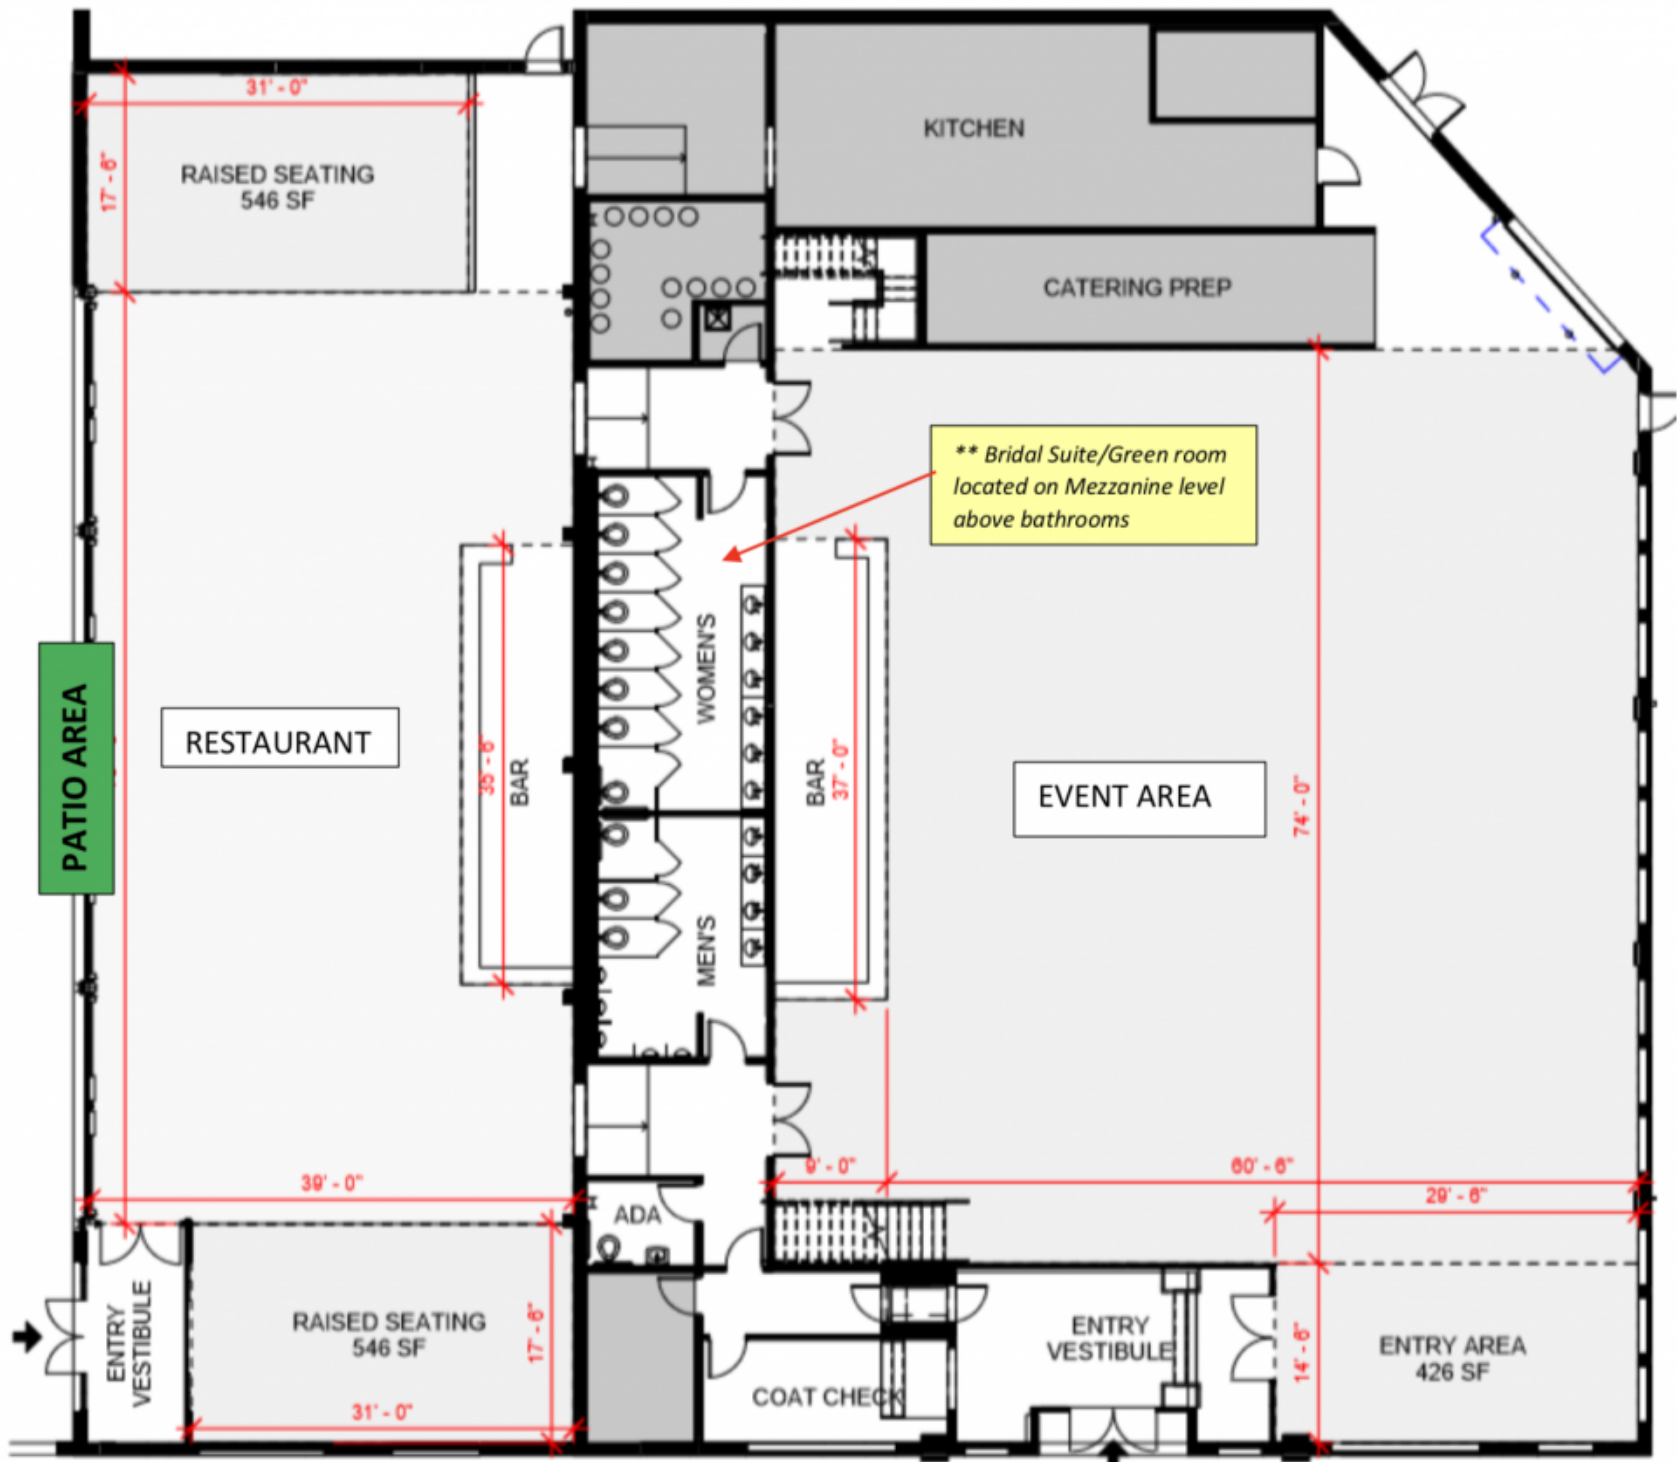 31' - 0"
17' - 6"
RAISED SEATING
546 SF
KITCHEN
CATERING PREP
** Bridal Suite/Green room
located on Mezzanine level
above bathrooms
WOMEN'S
PATIO AREA
RESTAURANT
35' - 6"
BAR
BAR
37' - 0"
EVENT AREA
74' - 0"
MEN'S
39' - 0"
9' - 0"
60' - 6"
29' - 6"
ADA
ENTRY
VESTIBULE
RAISED SEATING
546 SF
17' - 6"
31' - 0"
COAT CHECK
ENTRY
VESTIBULE
14' - 6"
ENTRY AREA
426 SF